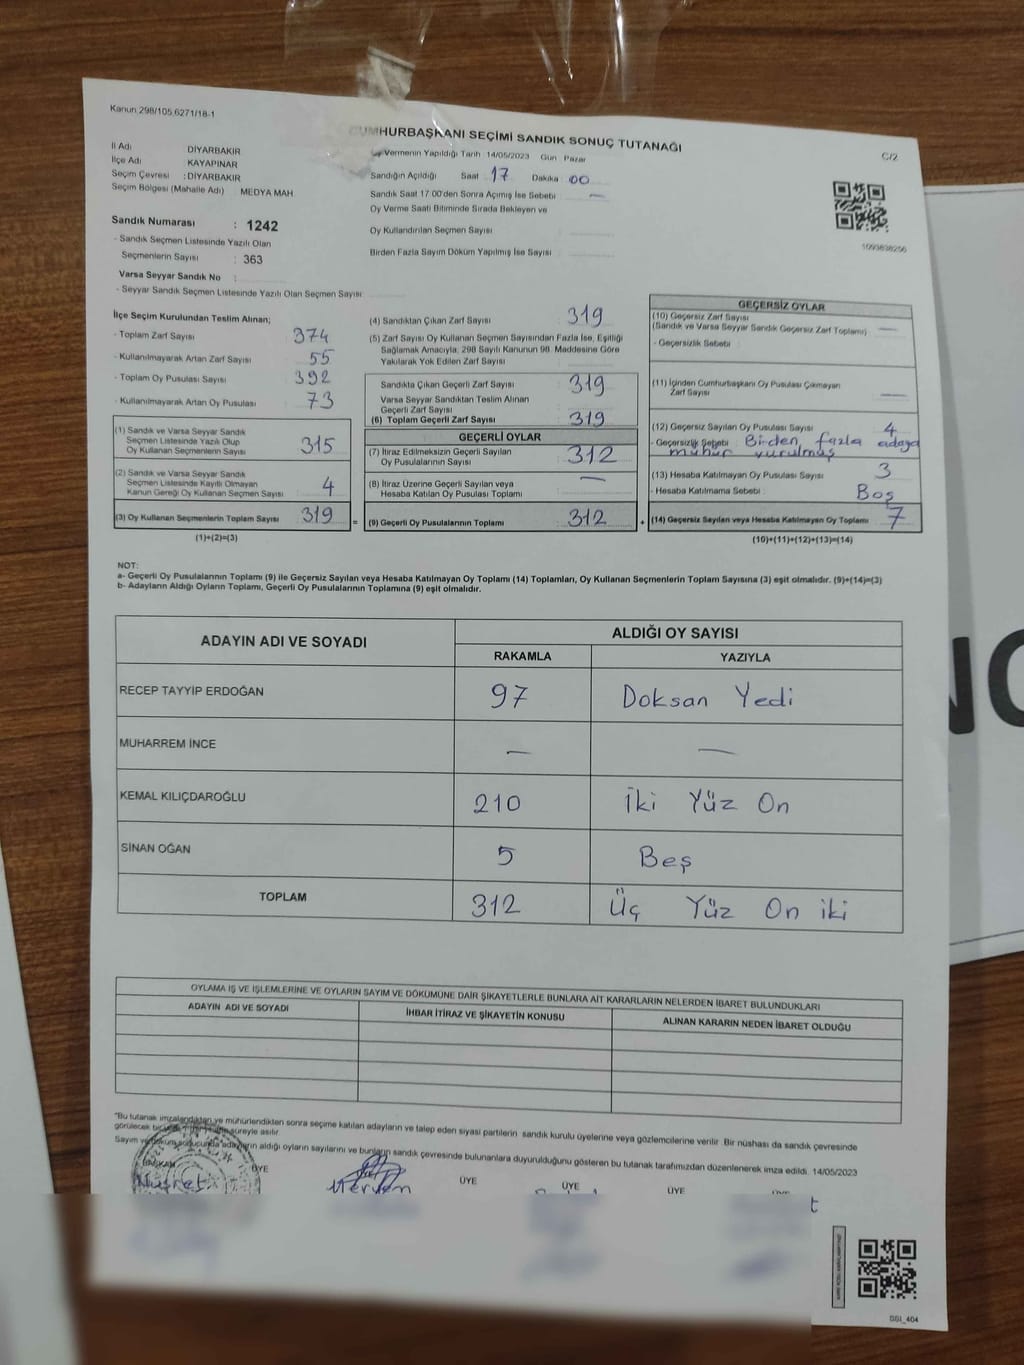 Kanun 298/105,6271/18-1
CUMHURBAŞKANI SEÇİMİ SANDIK SONUÇ TUTANAĞI
C/2
İl Adı DİYARBAKIR
İlçe Adı KAYAPINAR
Seçim Çevresi : DİYARBAKIR
Seçim Bölgesi (Mahalle Adı) : MEDYA MAH.
Sandık Numarası : 1242
- Sandık Seçmen Listesinde Yazılı Olan
Seçmenlerin Sayısı : 363
Varsa Seyyar Sandık No :
- Seyyar Sandık Seçmen Listesinde Yazılı Olan Seçmen Sayısı:
Oy Vermenin Yapıldığı Tarih 14/05/2023 Gün : Pazar
Sandığın Açıldığı Saat 17 Dakika 00
Sandık Saat 17:00'den Sonra Açılmış İse Sebebi : —
Oy Verme Saati Bitiminde Sırada Bekleyen ve
Oy Kullandırılan Seçmen Sayısı
Birden Fazla Sayım Döküm Yapılmış İse Sayısı :
1093838256
İlçe Seçim Kurulundan Teslim Alınan;
- Toplam Zarf Sayısı : 374
- Kullanılmayarak Artan Zarf Sayısı : 55
- Toplam Oy Pusulası Sayısı : 392
- Kullanılmayarak Artan Oy Pusulası : 73
(1) Sandık ve Varsa Seyyar Sandık
Seçmen Listesinde Yazılı Olup
Oy Kullanan Seçmenlerin Sayısı : 315
(2) Sandık ve Varsa Seyyar Sandık
Seçmen Listesinde Kayıtlı Olmayan
Kanun Gereği Oy Kullanan Seçmen Sayısı : 4
(3) Oy Kullanan Seçmenlerin Toplam Sayısı : 319
(1)+(2)=(3)
(4) Sandıktan Çıkan Zarf Sayısı : 319
(5) Zarf Sayısı Oy Kullanan Seçmen Sayısından Fazla İse, Eşitliği
Sağlamak Amacıyla, 298 Sayılı Kanunun 98. Maddesine Göre
Yakılarak Yok Edilen Zarf Sayısı :
Sandıkta Çıkan Geçerli Zarf Sayısı : 319
Varsa Seyyar Sandıktan Teslim Alınan
Geçerli Zarf Sayısı :
(6) Toplam Geçerli Zarf Sayısı : 319
GEÇERLİ OYLAR
(7) İtiraz Edilmeksizin Geçerli Sayılan
Oy Pusulalarının Sayısı : 312
(8) İtiraz Üzerine Geçerli Sayılan veya
Hesaba Katılan Oy Pusulası Toplamı : —
= (9) Geçerli Oy Pusulalarının Toplamı : 312 +
GEÇERSİZ OYLAR
(10) Geçersiz Zarf Sayısı
(Sandık ve Varsa Seyyar Sandık Geçersiz Zarf Toplamı) : —
- Geçersizlik Sebebi :
(11) İçinden Cumhurbaşkanı Oy Pusulası Çıkmayan
Zarf Sayısı : —
(12) Geçersiz Sayılan Oy Pusulası Sayısı : 4
- Geçersizlik Sebebi : Birden fazla adaya
mühür vurulmuş
(13) Hesaba Katılmayan Oy Pusulası Sayısı : 3
- Hesaba Katılmama Sebebi : Boş
(14) Geçersiz Sayılan veya Hesaba Katılmayan Oy Toplamı : 7
(10)+(11)+(12)+(13)=(14)
NOT:
a- Geçerli Oy Pusulalarının Toplamı (9) ile Geçersiz Sayılan veya Hesaba Katılmayan Oy Toplamı (14) Toplamları, Oy Kullanan Seçmenlerin Toplam Sayısına (3) eşit olmalıdır. (9)+(14)=(3)
b- Adayların Aldığı Oyların Toplamı, Geçerli Oy Pusulalarının Toplamına (9) eşit olmalıdır.
ADAYIN ADI VE SOYADI ALDIĞI OY SAYISI
RAKAMLA YAZIYLA
RECEP TAYYİP ERDOĞAN 97 Doksan Yedi
MUHARREM İNCE — —
KEMAL KILIÇDAROĞLU 210 İki Yüz On
SİNAN OĞAN 5 Beş
TOPLAM 312 Üç Yüz On iki
OYLAMA İŞ VE İŞLEMLERİNE VE OYLARIN SAYIM VE DÖKÜMÜNE DAİR ŞİKAYETLERLE BUNLARA AİT KARARLARIN NELERDEN İBARET BULUNDUKLARI
ADAYIN ADI VE SOYADI İHBAR İTİRAZ VE ŞİKAYETİN KONUSU ALINAN KARARIN NEDEN İBARET OLDUĞU
"Bu tutanak imzalandıktan ve mühürlendikten sonra seçime katılan adayların ve talep eden siyasi partilerin sandık kurulu üyelerine veya gözlemcilerine verilir. Bir nüshası da sandık çevresinde
görülecek süreyle asılır
Sayım ve döküm sonucunda adayların aldığı oyların sayılarını ve bunların sandık çevresinde bulunanlara duyurulduğunu gösteren bu tutanak tarafımızdan düzenlenerek imza edildi. 14/05/2023
BAŞKAN ÜYE ÜYE ÜYE ÜYE
Nusret
t
SSI_404